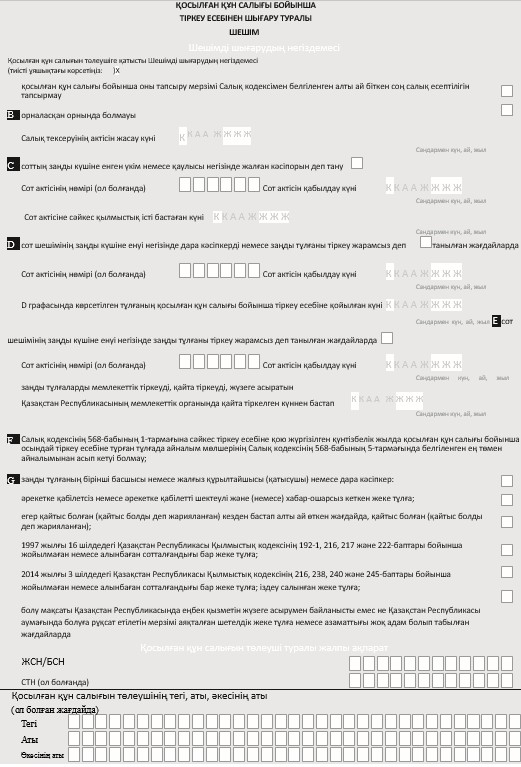 ҚОСЫЛҒАН ҚҰН САЛЫҒЫ БОЙЫНША
ТІРКЕУ ЕСЕБІНЕН ШЫҒАРУ ТУРАЛЫ
ШЕШІМ
Шешімді шығарудың негіздемесі
Қосылған құн салығын төлеушіге қатысты Шешімді шығарудың негіздемесі
(тиісті ұяшықтағы көрсетіңіз: )Х
қосылған құн салығы бойынша оны тапсыру мерзімі Салық кодексімен белгіленген алты ай біткен соң салық есептілігін
тапсырмау
B орналасқан орнында болмауы
Салық тексеруінің актісін жасау күні К К А А Ж Ж Ж Ж
Сандармен күн, ай, жыл
C соттың заңды күшіне енген үкім немесе қаулысы негізінде жалған кәсіпорын деп тану
Сот актісінің нөмірі (ол болғанда) Сот актісін қабылдау күні К К А А Ж Ж Ж Ж
Сандармен күн, ай, жыл
Сот актісіне сәйкес қылмыстық істі бастаған күні К К А А Ж Ж Ж Ж
Сандармен күн, ай, жыл
D сот шешімінің заңды күшіне енуі негізінде дара кәсіпкерді немесе заңды тұлғаны тіркеу жарамсыз деп танылған жағдайларда
Сот актісінің нөмірі (ол болғанда) Сот актісін қабылдау күні К К А А Ж Ж Ж Ж
Сандармен күн, ай, жыл
D графасында көрсетілген тұлғаның қосылған құн салығы бойынша тіркеу есебіне қойылған күні К К А А Ж Ж Ж Ж
Сандармен күн, ай, жыл E сот
шешімінің заңды күшіне енуі негізінде заңды тұлғаны тіркеу жарамсыз деп танылған жағдайларда
Сот актісінің нөмірі (ол болғанда) Сот актісін қабылдау күні К К А А Ж Ж Ж Ж
Сандармен күн, ай, жыл
заңды тұлғаларды мемлекеттік тіркеуді, қайта тіркеуді, жүзеге асыратын
Қазақстан Республикасының мемлекеттік органында қайта тіркелген күннен бастап К К А А Ж Ж Ж Ж
Сандармен күн, ай, жыл
F Салық кодексінің 568-бабының 1-тармағына сәйкес тіркеу есебіне қою жүргізілген күнтізбелік жылда қосылған құн салығы бойынша
осындай тіркеу есебіне тұрған тұлғада айналым мөлшерінің Салық кодексінің 568-бабының 5-тармағында белгіленген ең төмен
айналымынан асып кетуі болмау;
G заңды тұлғаның бірінші басшысы немесе жалғыз құрылтайшысы (қатысушы) немесе дара кәсіпкер:
әрекетке қабілетсіз немесе әрекетке қабілетті шектеулі және (немесе) хабар-ошарсыз кеткен жеке тұлға;
егер қайтыс болған (қайтыс болды деп жарияланған) кезден бастап алты ай өткен жағдайда, қайтыс болған (қайтыс болды
деп жарияланған);
1997 жылғы 16 шілдедегі Қазақстан Республикасы Қылмыстық кодексінің 192-1, 216, 217 және 222-баптары бойынша
жойылмаған немесе алынбаған сотталғандығы бар жеке тұлға;
2014 жылғы 3 шілдедегі Қазақстан Республикасы Қылмыстық кодексінің 216, 238, 240 және 245-баптары бойынша
жойылмаған немесе алынбаған сотталғандығы бар жеке тұлға; іздеу салынған жеке тұлға;
болу мақсаты Қазақстан Республикасында еңбек қызметін жүзеге асырумен байланысты емес не Қазақстан Республикасы
аумағында болуға рұқсат етілетін мерзімі аяқталған шетелдік жеке тұлға немесе азаматтығы жоқ адам болып табылған
жағдайларда
Қосылған құн салығын төлеуші туралы жалпы ақпарат
ЖСН/БСН
СТН (ол болғанда)
Қосылған құн салығын төлеушінің тегі, аты, әкесінің аты
(ол болған жағдайда)
Тегі
Аты
Әкесінің аты